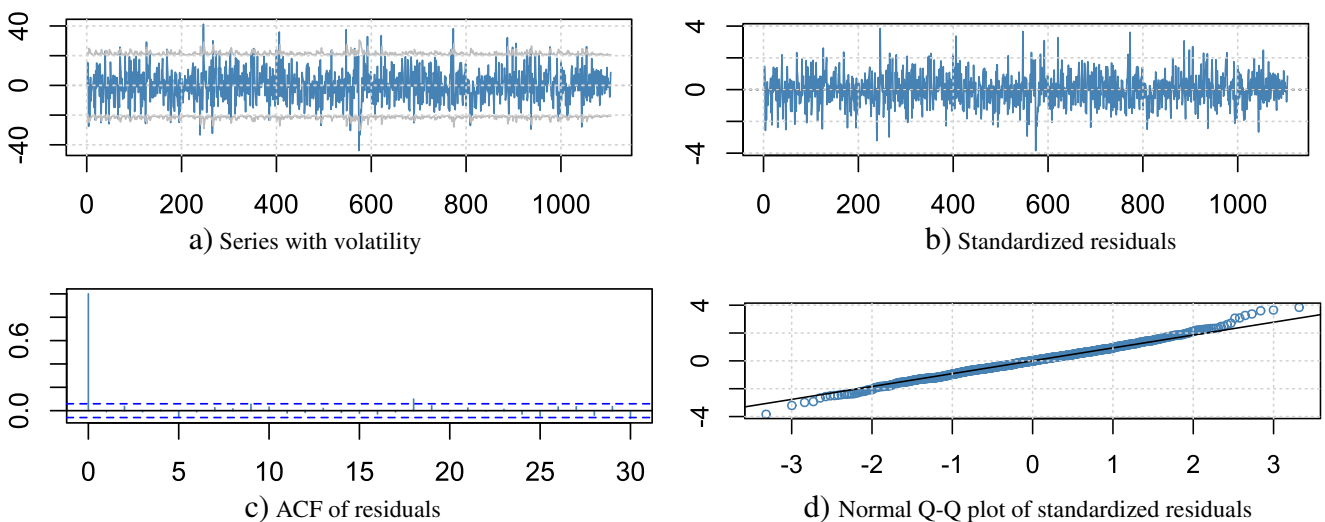 40
0
-40
0 200 400 600 800 1000
a) Series with volatility
4
0
-4
0 200 400 600 800 1000
b) Standardized residuals
0.6
0.0
0 5 10 15 20 25 30
c) ACF of residuals
4
0
-4
-3 -2 -1 0 1 2 3
d) Normal Q-Q plot of standardized residuals